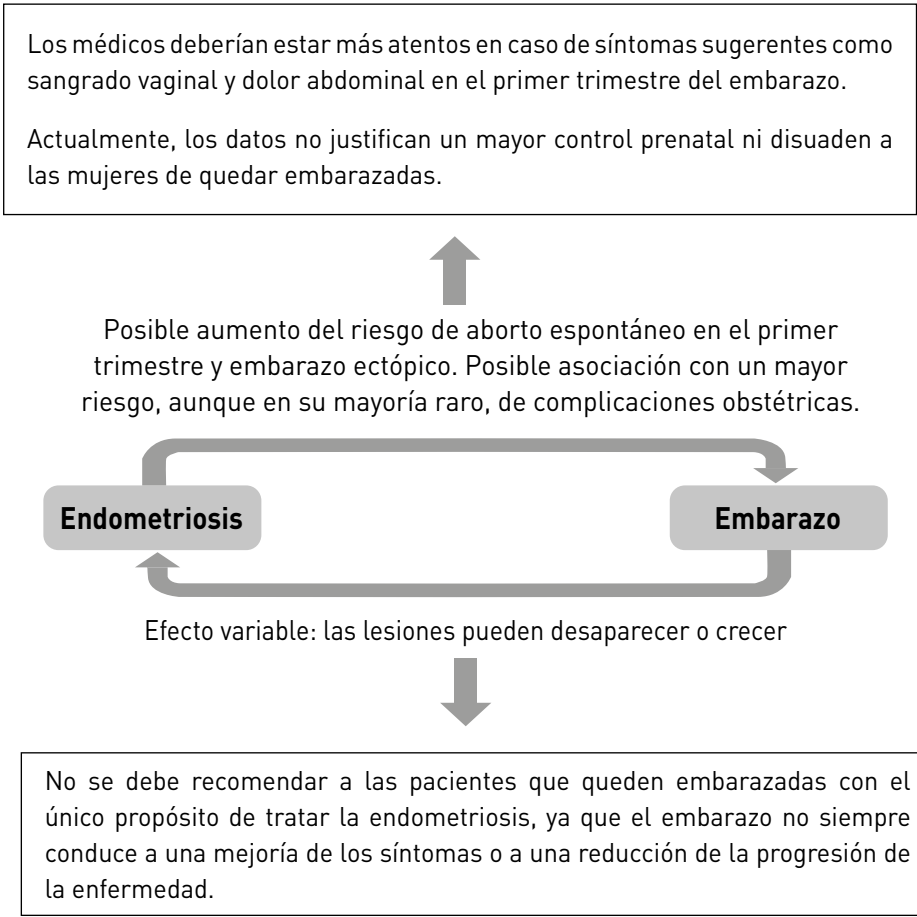 Los médicos deberían estar más atentos en caso de síntomas sugerentes como
sangrado vaginal y dolor abdominal en el primer trimestre del embarazo.
Actualmente, los datos no justifican un mayor control prenatal ni disuaden a
las mujeres de quedar embarazadas.
Posible aumento del riesgo de aborto espontáneo en el primer
trimestre y embarazo ectópico. Posible asociación con un mayor
riesgo, aunque en su mayoría raro, de complicaciones obstétricas.
Endometriosis
Embarazo
Efecto variable: las lesiones pueden desaparecer o crecer
No se debe recomendar a las pacientes que queden embarazadas con el
único propósito de tratar la endometriosis, ya que el embarazo no siempre
conduce a una mejoría de los síntomas o a una reducción de la progresión de
la enfermedad.